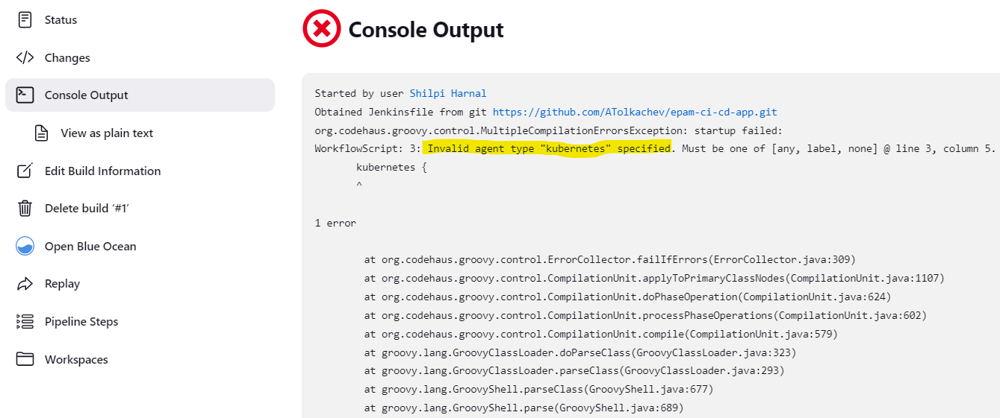 Status
Changes
Console Output
View as plain text
Edit Build Information
Delete build ‘#1’
Open Blue Ocean
Replay
Pipeline Steps
Workspaces
Console Output
Started by user Shilpi Harnal
Obtained Jenkinsfile from git https://github.com/ATolkachev/epam-ci-cd-app.git
org.codehaus.groovy.control.MultipleCompilationErrorsException: startup failed:
WorkflowScript: 3: Invalid agent type "kubernetes" specified. Must be one of [any, label, none] @ line 3, column 5.
kubernetes {
^
1 error
at org.codehaus.groovy.control.ErrorCollector.failIfErrors(ErrorCollector.java:309)
at org.codehaus.groovy.control.CompilationUnit.applyToPrimaryClassNodes(CompilationUnit.java:1107)
at org.codehaus.groovy.control.CompilationUnit.doPhaseOperation(CompilationUnit.java:624)
at org.codehaus.groovy.control.CompilationUnit.processPhaseOperations(CompilationUnit.java:602)
at org.codehaus.groovy.control.CompilationUnit.compile(CompilationUnit.java:579)
at groovy.lang.GroovyClassLoader.doParseClass(GroovyClassLoader.java:323)
at groovy.lang.GroovyClassLoader.parseClass(GroovyClassLoader.java:293)
at groovy.lang.GroovyShell.parseClass(GroovyShell.java:677)
at groovy.lang.GroovyShell.parse(GroovyShell.java:689)